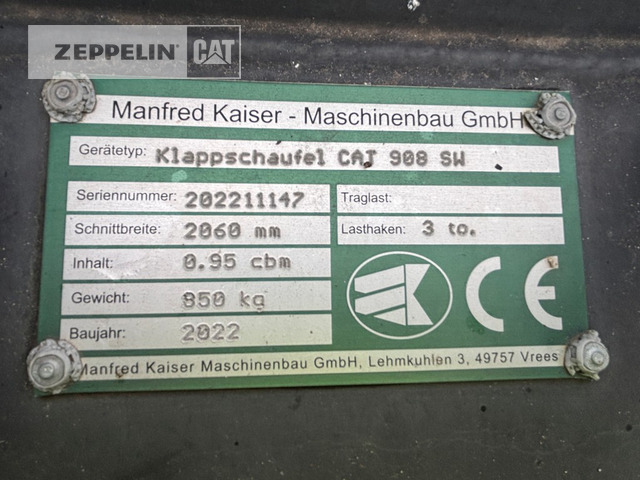 ZEPPELIN CAT
Manfred Kaiser - Maschinenbau GmbH
Gerätetyp: Klappschaufel CAT 908 SW
Seriennummer: 202211147
Schnittbreite: 2060 mm
Inhalt: 0.95 cbm
Gewicht: 850 kg
Baujahr: 2022
Traglast:
Lasthaken: 3 to.
CE
Manfred Kaiser Maschinenbau GmbH, Lehmkuhlen 3, 49757 Vrees